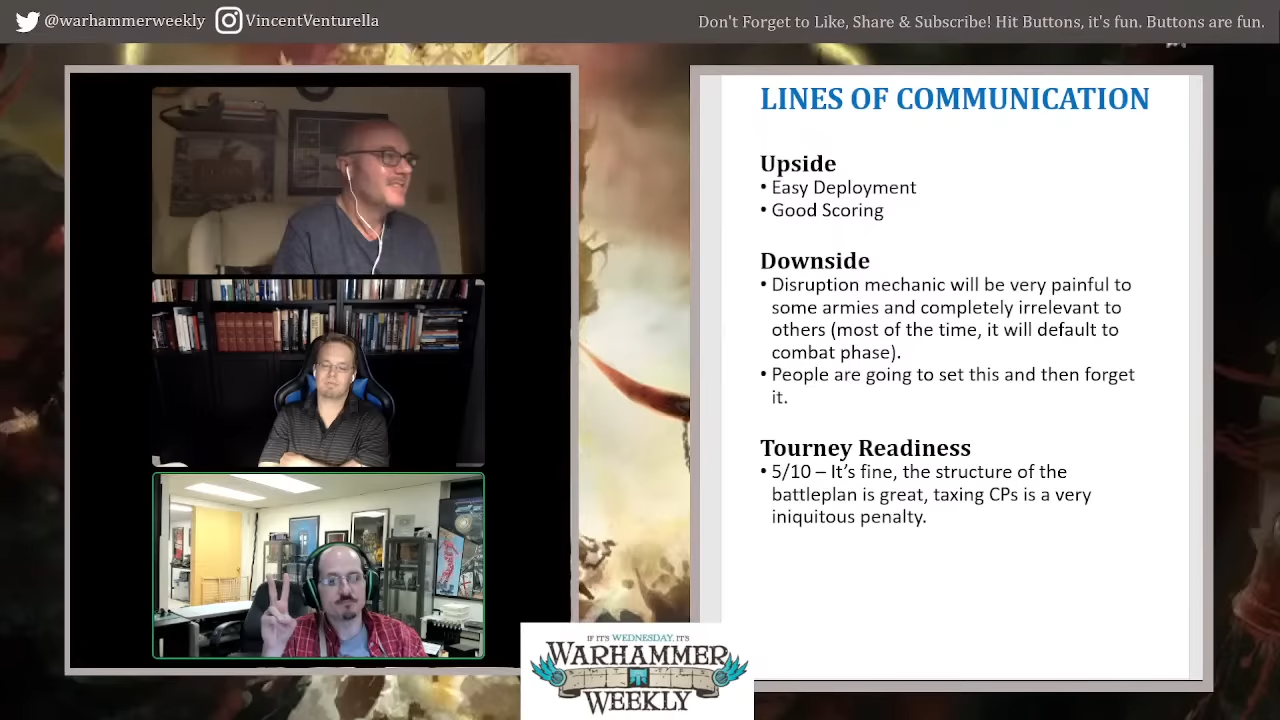 @warhammerweekly VincentVenturella
Don't Forget to Like, Share & Subscribe! Hit Buttons, it's fun. Buttons are fun.
LINES OF COMMUNICATION
Upside
• Easy Deployment
• Good Scoring
Downside
• Disruption mechanic will be very painful to
some armies and completely irrelevant to
others (most of the time, it will default to
combat phase).
• People are going to set this and then forget
it.
Tourney Readiness
• 5/10 – It's fine, the structure of the
battleplan is great, taxing CPs is a very
iniquitous penalty.
IF IT'S WEDNESDAY, IT'S
WARHAMMER
WEEKLY